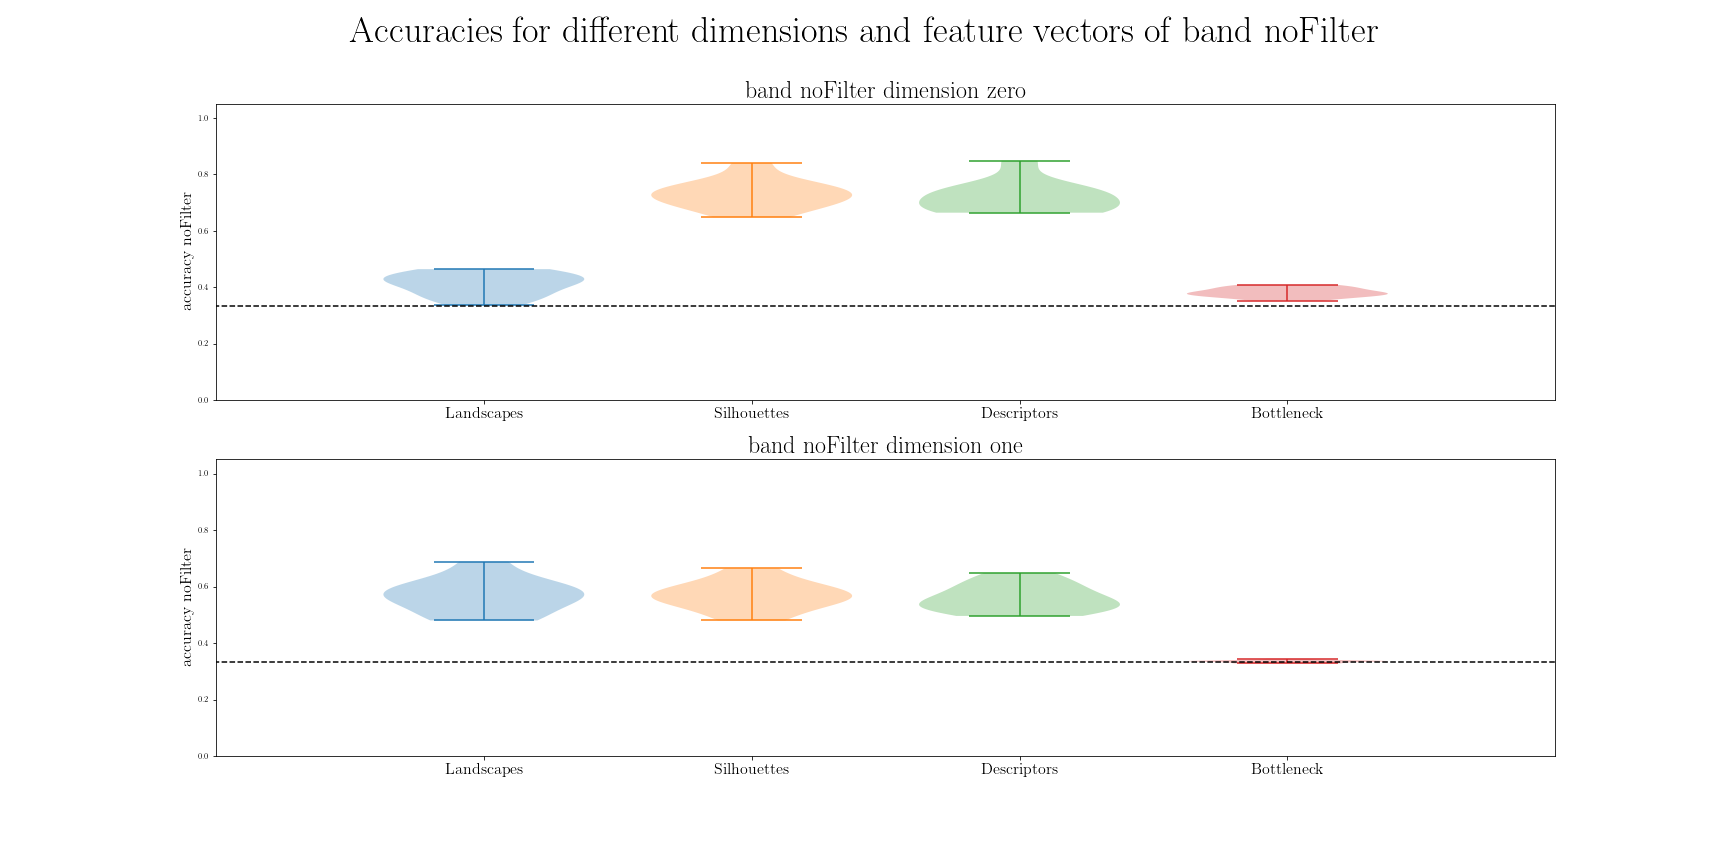 Accuracies for different dimensions and feature vectors of band noFilter
band noFilter dimension zero
accuracy noFilter
1.0
0.8
0.6
0.4
0.2
0.0
Landscapes Silhouettes Descriptors Bottleneck
band noFilter dimension one
accuracy noFilter
1.0
0.8
0.6
0.4
0.2
0.0
Landscapes Silhouettes Descriptors Bottleneck